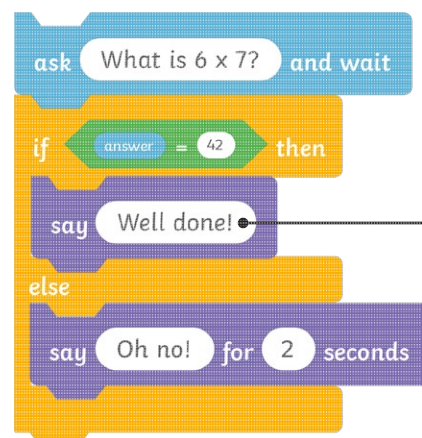 ask What is 6 x 7? and wait
if answer = 42 then
say Well done!
else
say Oh no! for 2 seconds